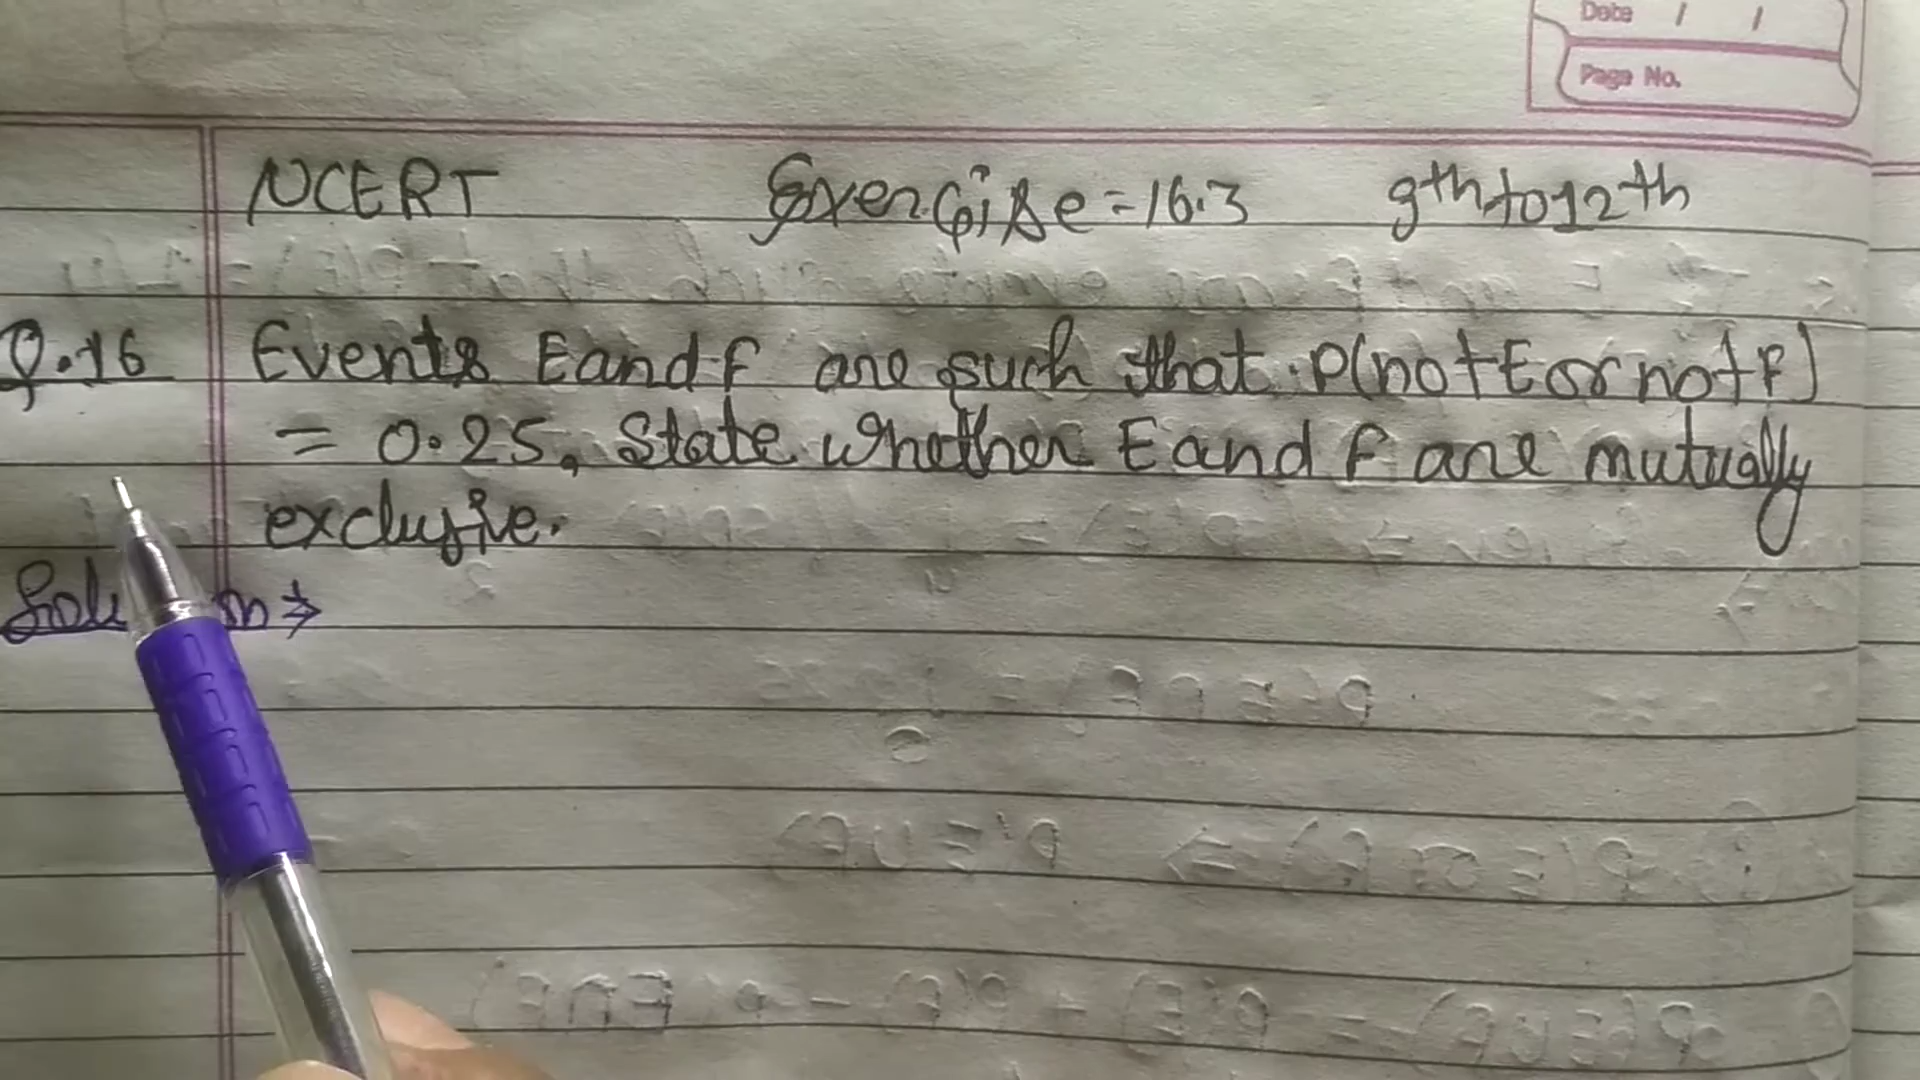 Date / /
Page No.
NCERT Exercise = 16.3 9th to 12th
Q.16 Events E and F are such that P(not E or not F)
= 0.25, State whether E and F are mutually
exclusive.
⇒